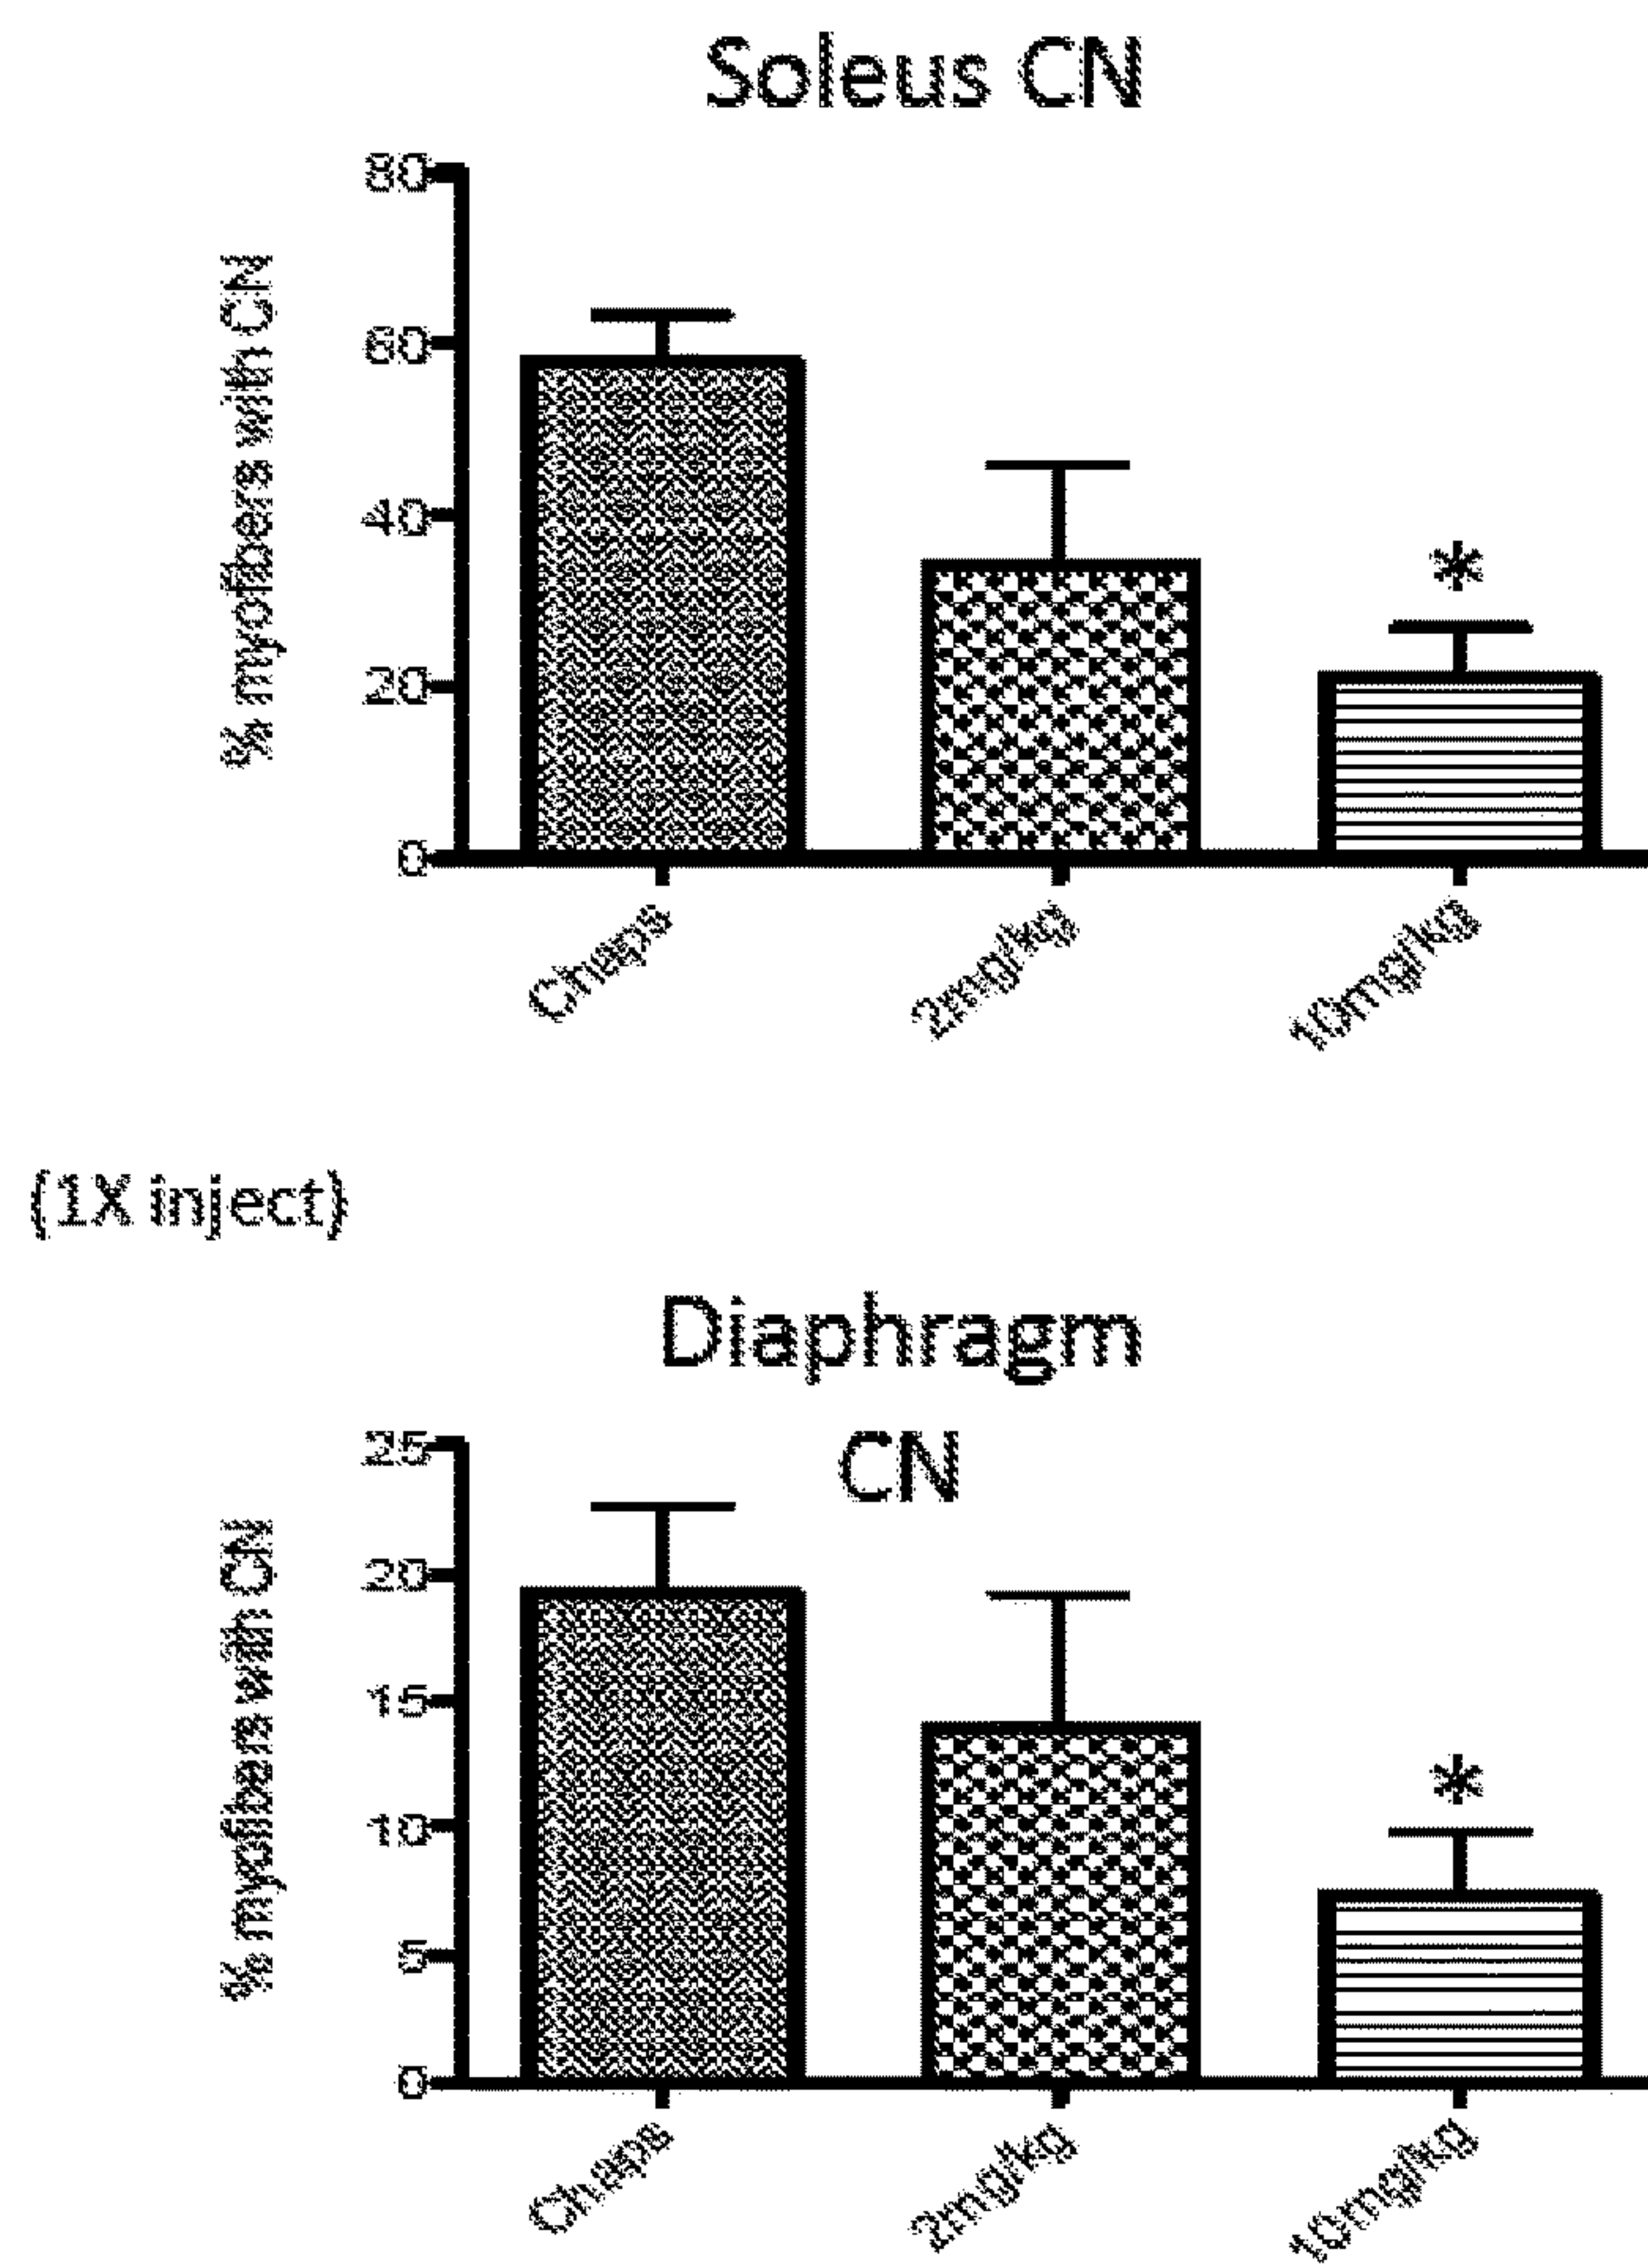 Soleus CN
% myofibers with CN
80
60
40
20
0
Chaps
2mg/kg
10mg/kg
*
(1X inject)
Diaphragm
CN
% myofibers with CN
25
20
15
10
5
0
Chaps
2mg/kg
10mg/kg
*